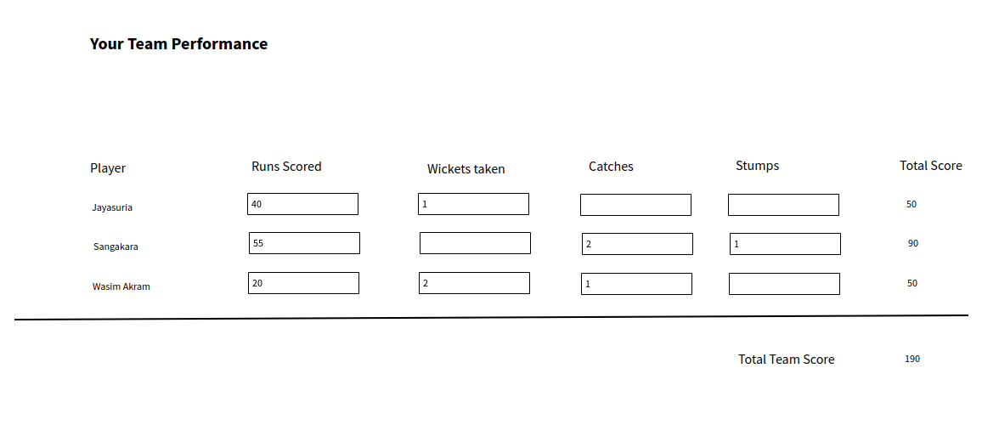 Your Team Performance
Player Runs Scored Wickets taken Catches Stumps Total Score
Jayasuria 40 1 50
Sangakara 55 2 1 90
Wasim Akram 20 2 1 50
Total Team Score 190